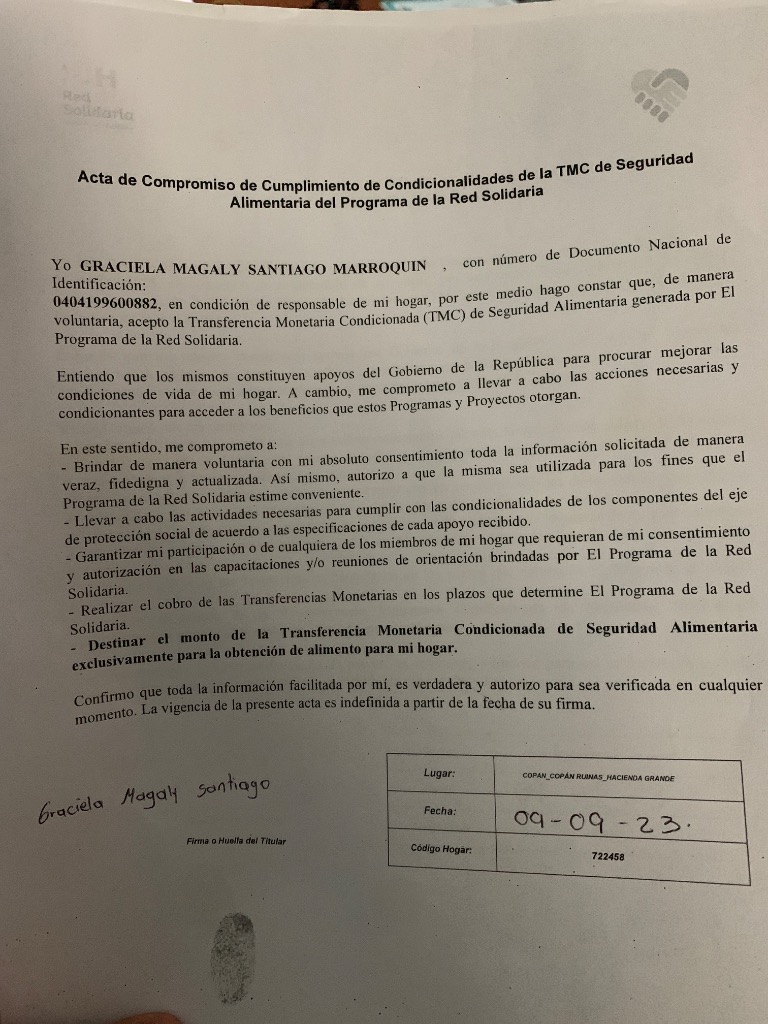 Red
Solidaria
Acta de Compromiso de Cumplimiento de Condicionalidades de la TMC de Seguridad
Alimentaria del Programa de la Red Solidaria
Yo GRACIELA MAGALY SANTIAGO MARROQUIN , con número de Documento Nacional de
Identificación:
0404199600882, en condición de responsable de mi hogar, por este medio hago constar que, de manera
voluntaria, acepto la Transferencia Monetaria Condicionada (TMC) de Seguridad Alimentaria generada por El
Programa de la Red Solidaria.
Entiendo que los mismos constituyen apoyos del Gobierno de la República para procurar mejorar las
condiciones de vida de mi hogar. A cambio, me comprometo a llevar a cabo las acciones necesarias y
condicionantes para acceder a los beneficios que estos Programas y Proyectos otorgan.
En este sentido, me comprometo a:
- Brindar de manera voluntaria con mi absoluto consentimiento toda la información solicitada de manera
veraz, fidedigna y actualizada. Así mismo, autorizo a que la misma sea utilizada para los fines que el
Programa de la Red Solidaria estime conveniente.
- Llevar a cabo las actividades necesarias para cumplir con las condicionalidades de los componentes del eje
de protección social de acuerdo a las especificaciones de cada apoyo recibido.
- Garantizar mi participación o de cualquiera de los miembros de mi hogar que requieran de mi consentimiento
y autorización en las capacitaciones y/o reuniones de orientación brindadas por El Programa de la Red
Solidaria.
- Realizar el cobro de las Transferencias Monetarias en los plazos que determine El Programa de la Red
Solidaria.
- Destinar el monto de la Transferencia Monetaria Condicionada de Seguridad Alimentaria
exclusivamente para la obtención de alimento para mi hogar.
Confirmo que toda la información facilitada por mí, es verdadera y autorizo para sea verificada en cualquier
momento. La vigencia de la presente acta es indefinida a partir de la fecha de su firma.
Graciela Magaly Santiago
Firma o Huella del Titular
Lugar: COPAN_COPÁN RUINAS_HACIENDA GRANDE
Fecha: 09-09-23.
Código Hogar: 722458